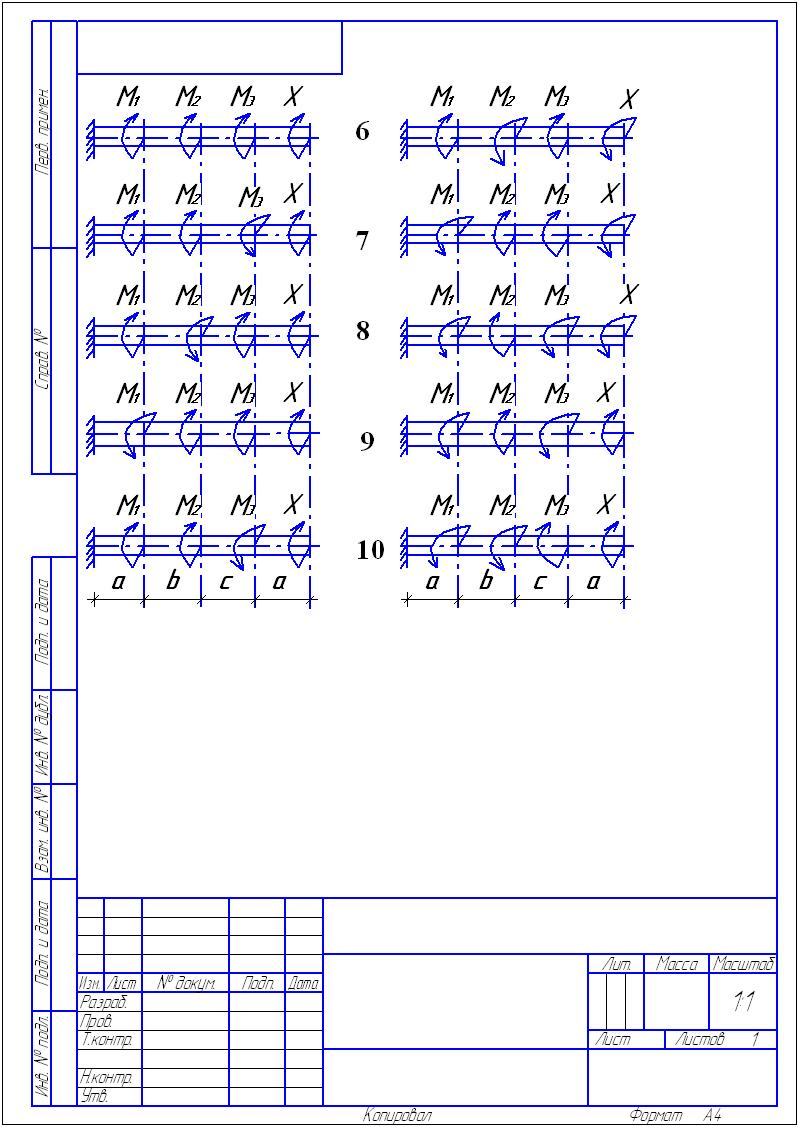 M1 M2 M3 X
6
M1 M2 M3 X
M1 M2 M3 X
7
M1 M2 M3 X
M1 M2 M3 X
8
M1 M2 M3 X
M1 M2 M3 X
9
M1 M2 M3 X
M1 M2 M3 X
10
M1 M2 M3 X
a b c a
a b c a
Перв. примен.
Справ. №
Подп. и дата
Инв. № дубл.
Взам. инв. №
Подп. и дата
Инв. № подл.
Изм. Лист № докум. Подп. Дата
Разраб.
Пров.
Т.контр.
Н.контр.
Утв.
Лит. Масса Масштаб
1:1
Лист Листов 1
Копировал Формат А4